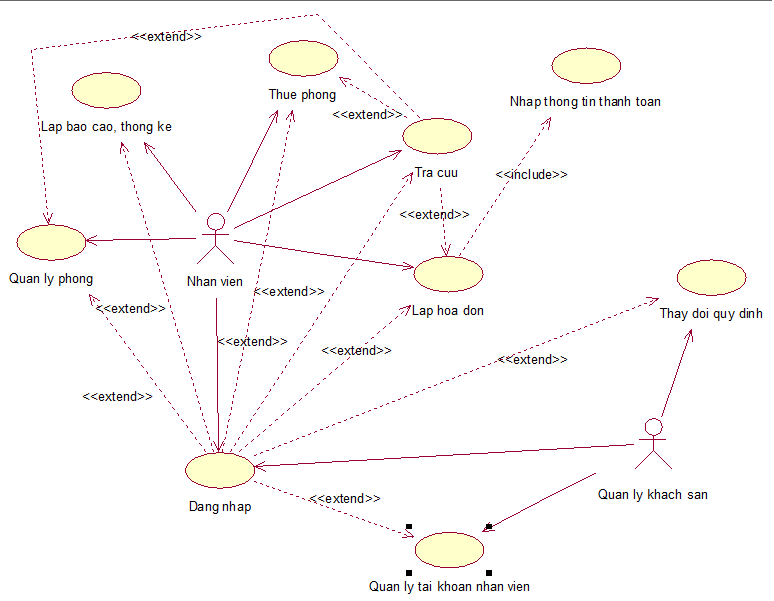 <<extend>>
Thue phong
Nhap thong tin thanh toan
<<extend>>
Lap bao cao, thong ke
Tra cuu
<<include>>
<<extend>>
Quan ly phong
Nhan vien
<<extend>>
<<extend>>
Lap hoa don
Thay doi quy dinh
<<extend>>
<<extend>>
<<extend>>
<<extend>>
Quan ly khach san
<<extend>>
Dang nhap
<<extend>>
Quan ly tai khoan nhan vien